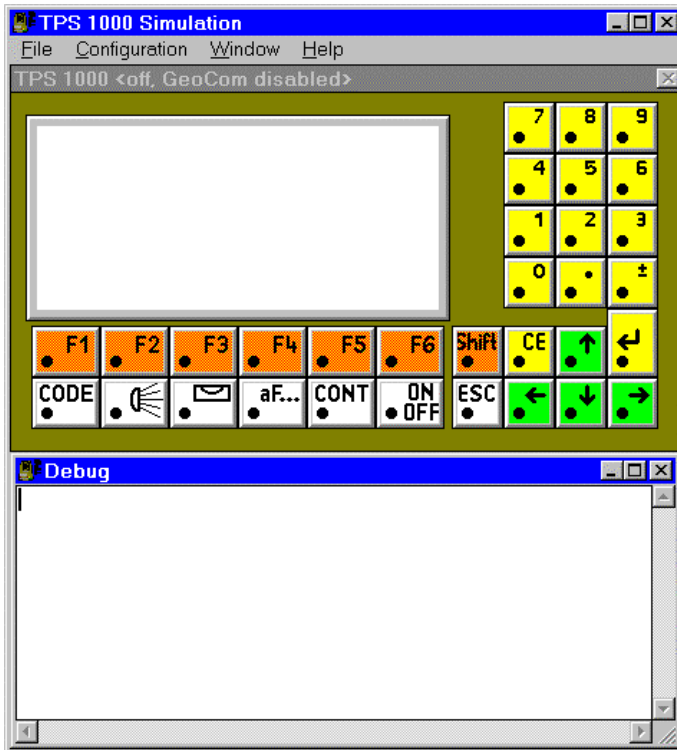 TPS 1000 Simulation
File Configuration Window Help
TPS 1000 <off, GeoCom disabled>
7 8 9
4 5 6
1 2 3
0 . ±
F1 F2 F3 F4 F5 F6 Shift CE
CODE aF... CONT ON OFF ESC
Debug